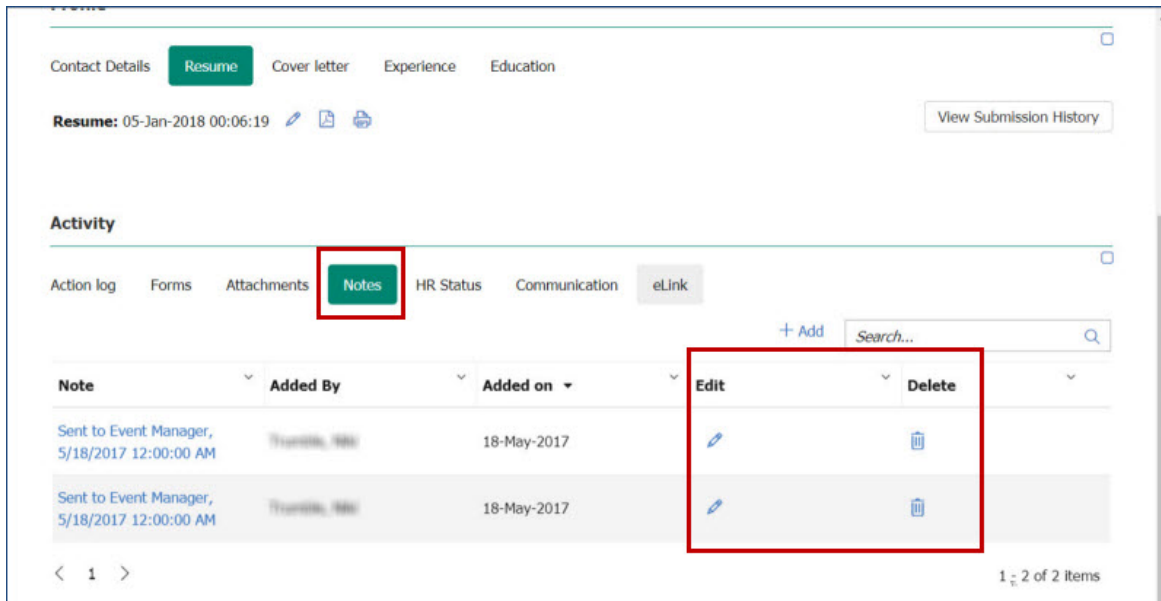 Contact Details Resume Cover letter Experience Education
Resume: 05-Jan-2018 00:06:19
View Submission History
Activity
Action log Forms Attachments Notes HR Status Communication eLink
+ Add Search...
Note Added By Added on Edit Delete
Sent to Event Manager,
5/18/2017 12:00:00 AM
18-May-2017
Sent to Event Manager,
5/18/2017 12:00:00 AM
18-May-2017
< 1 > 1 - 2 of 2 items